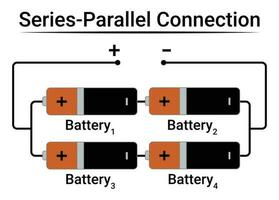 Series-Parallel Connection
+ −
+ − + −
Battery₁ Battery₂
+ − + −
Battery₃ Battery₄